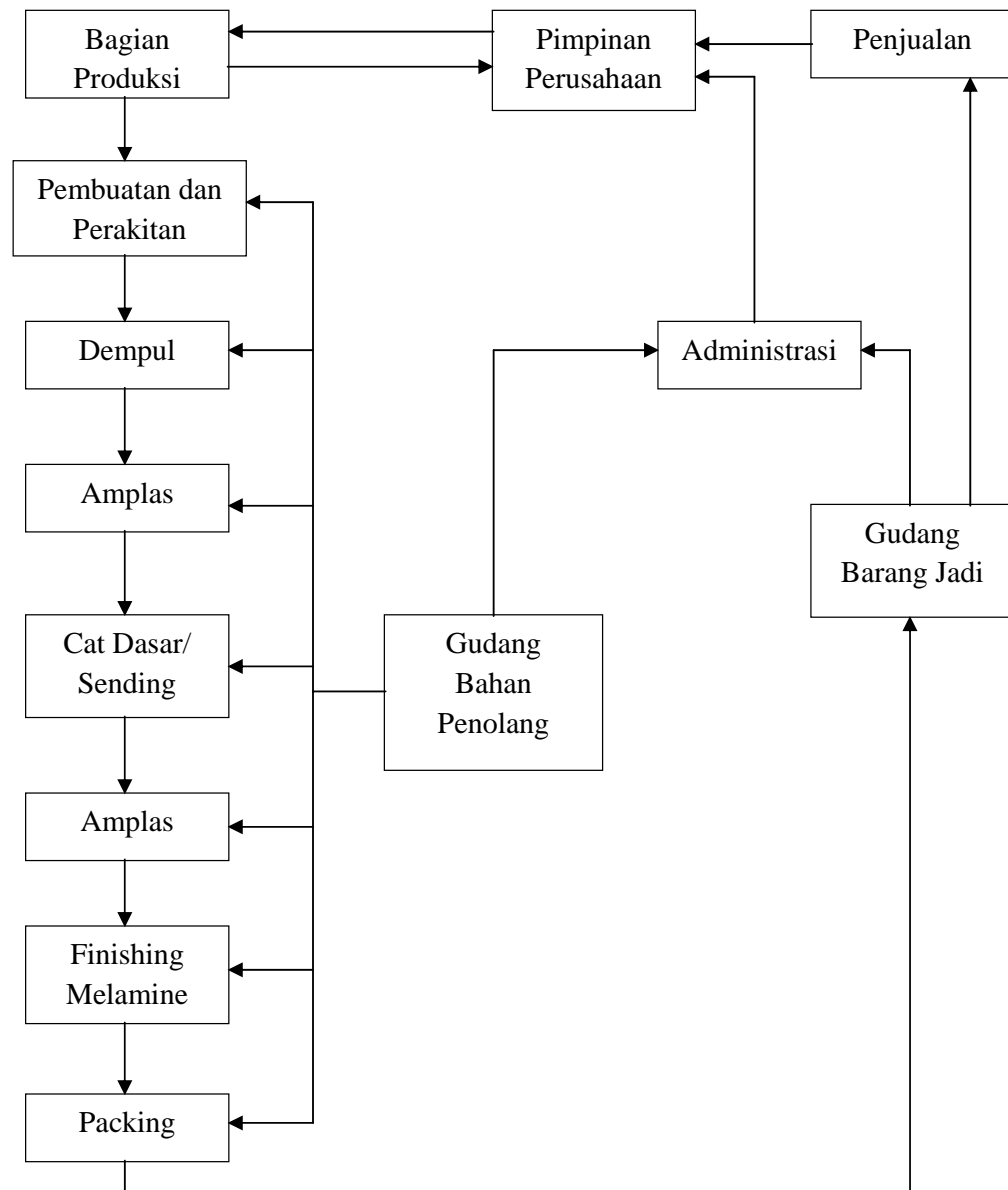 Bagian
Produksi
Pimpinan
Perusahaan
Penjualan
Pembuatan dan
Perakitan
Dempul
Administrasi
Amplas
Gudang
Barang Jadi
Cat Dasar/
Sending
Gudang
Bahan
Penolang
Amplas
Finishing
Melamine
Packing